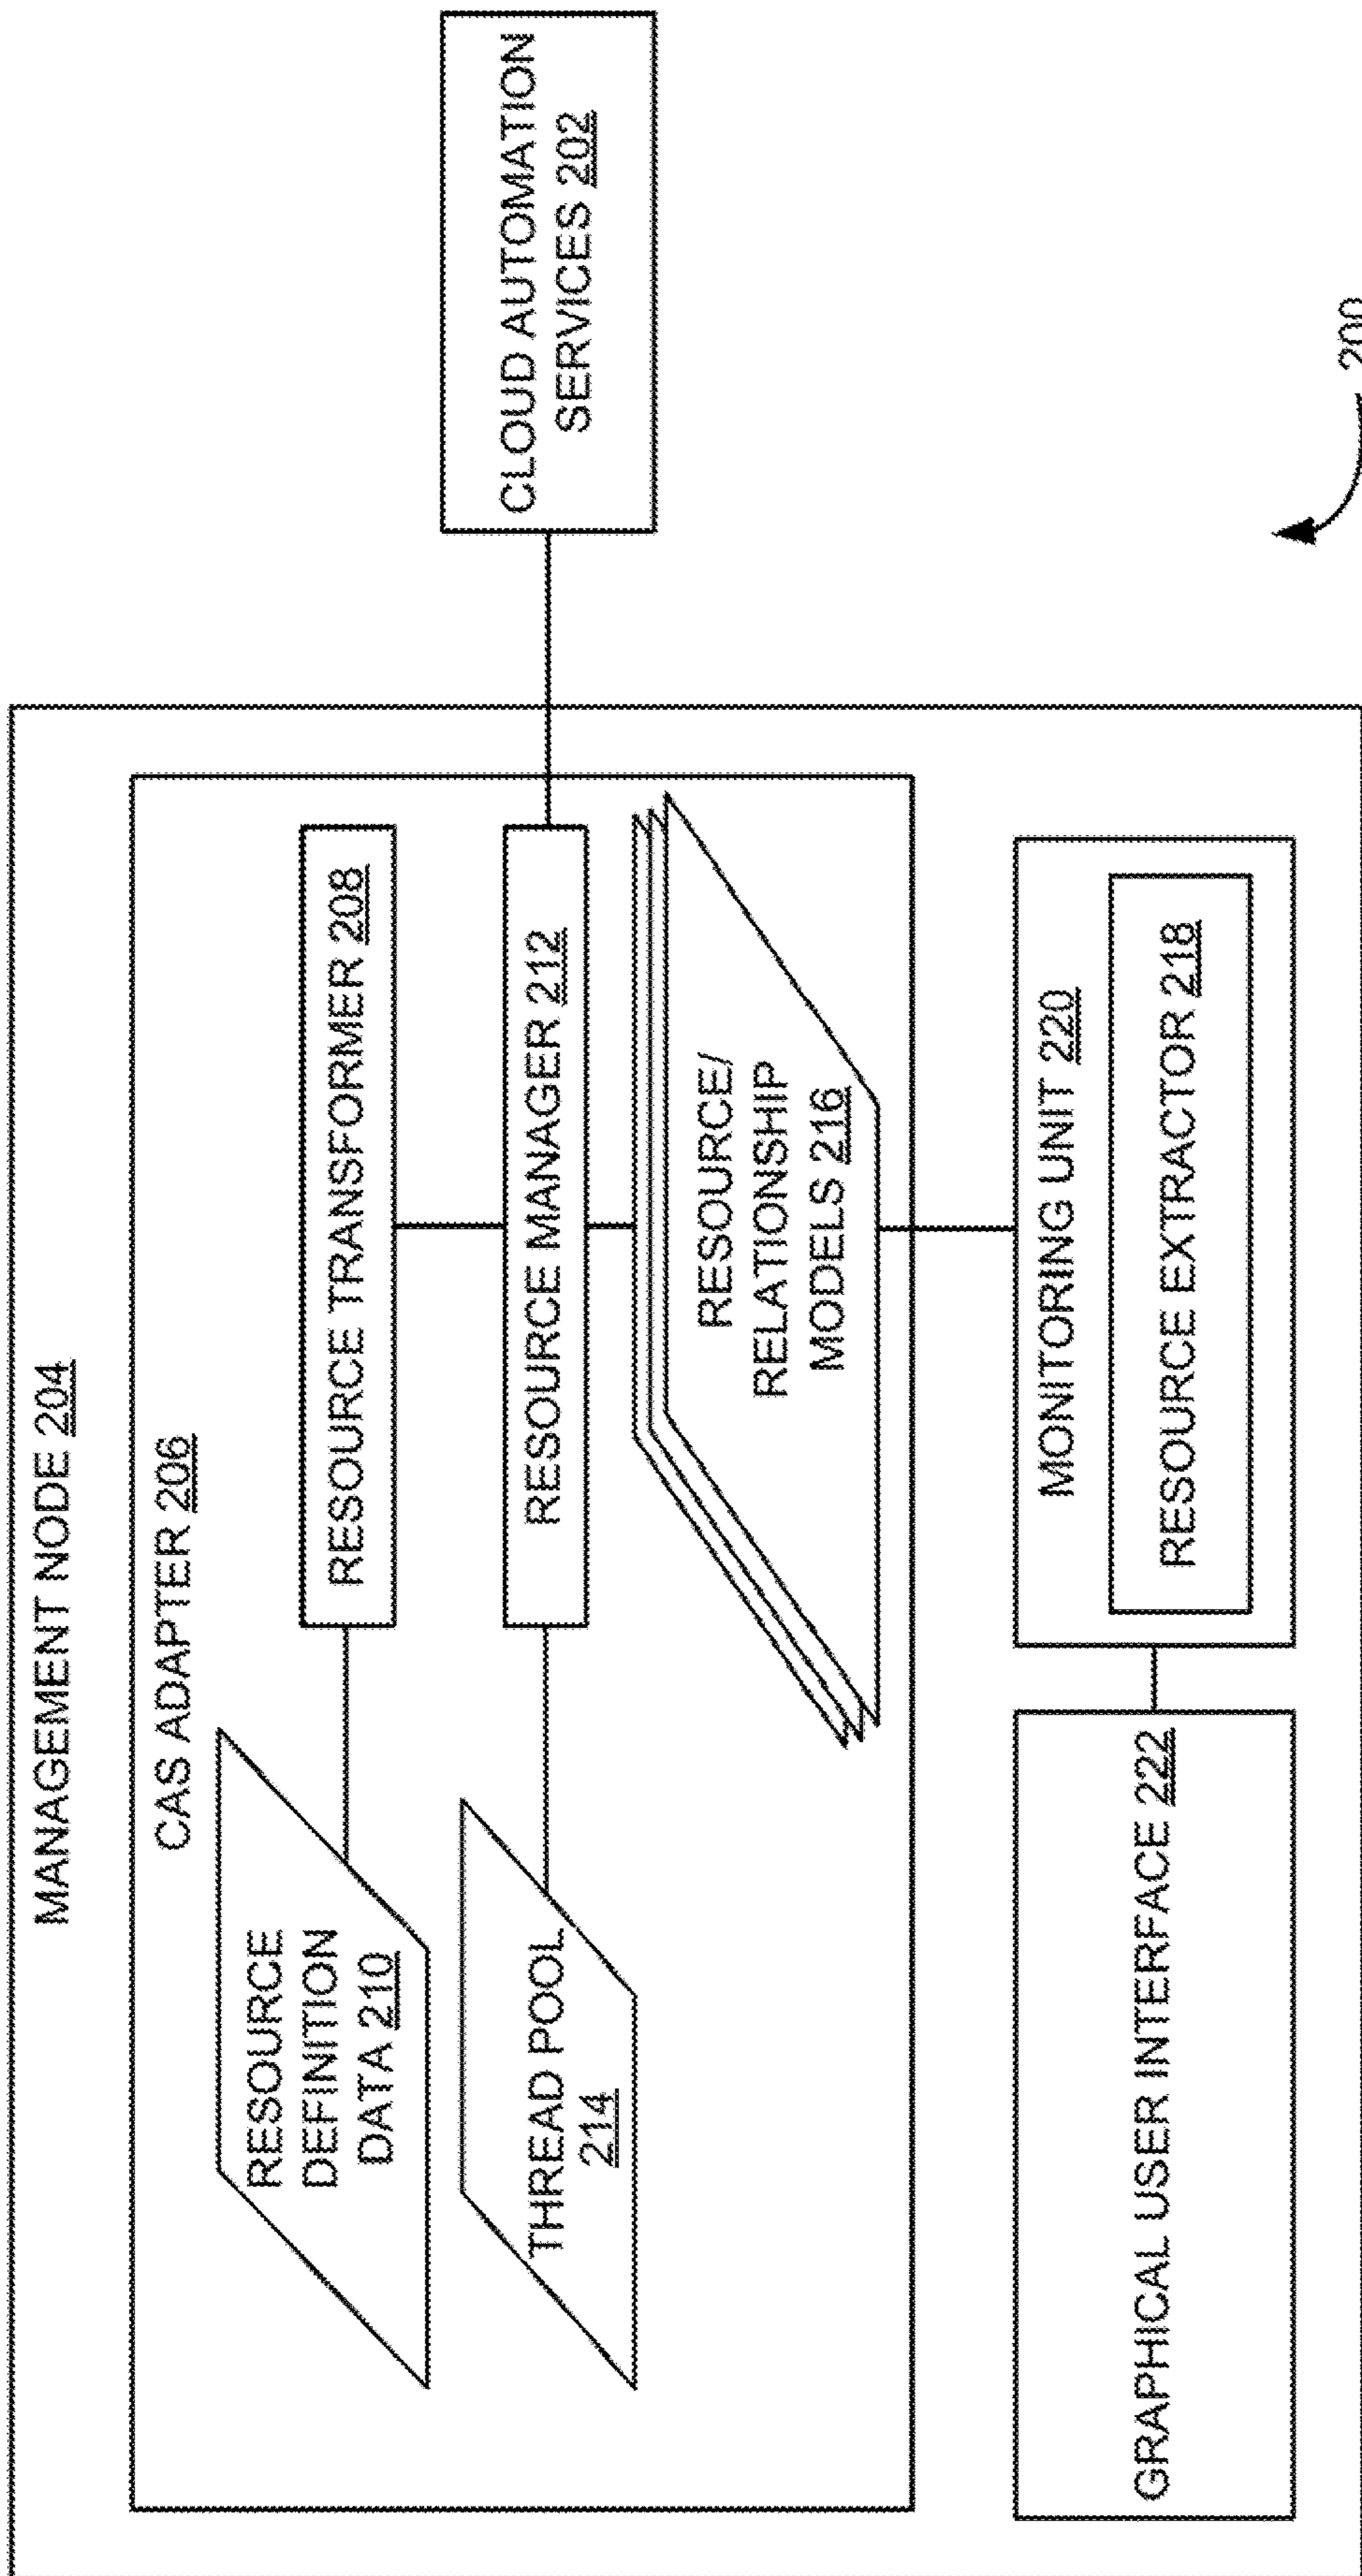 MANAGEMENT NODE 204
CAS ADAPTER 206
RESOURCE
DEFINITION
DATA 210
RESOURCE TRANSFORMER 208
THREAD POOL
214
RESOURCE MANAGER 212
CLOUD AUTOMATION
SERVICES 202
RESOURCE/
RELATIONSHIP
MODELS 216
GRAPHICAL USER INTERFACE 222
MONITORING UNIT 220
RESOURCE EXTRACTOR 218
200